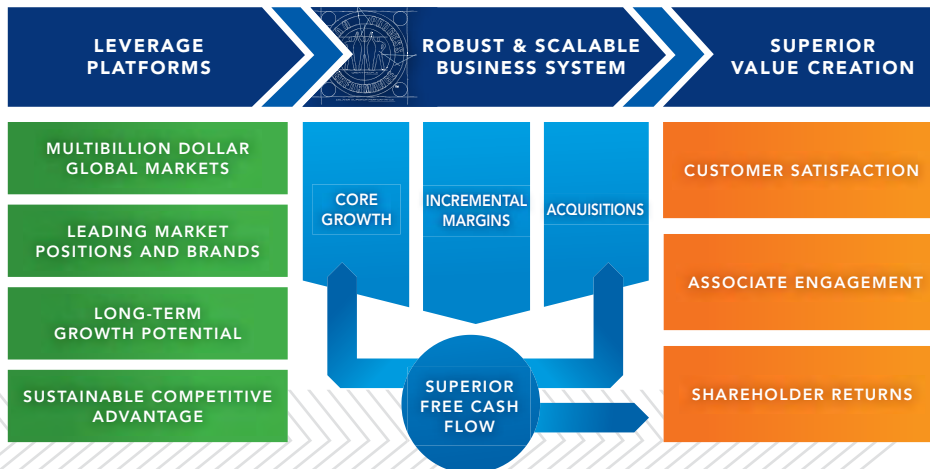 LEVERAGE
PLATFORMS
ROBUST & SCALABLE
BUSINESS SYSTEM
SUPERIOR
VALUE CREATION
MULTIBILLION DOLLAR
GLOBAL MARKETS
LEADING MARKET
POSITIONS AND BRANDS
LONG-TERM
GROWTH POTENTIAL
SUSTAINABLE COMPETITIVE
ADVANTAGE
CORE
GROWTH
INCREMENTAL
MARGINS
ACQUISITIONS
SUPERIOR
FREE CASH
FLOW
CUSTOMER SATISFACTION
ASSOCIATE ENGAGEMENT
SHAREHOLDER RETURNS